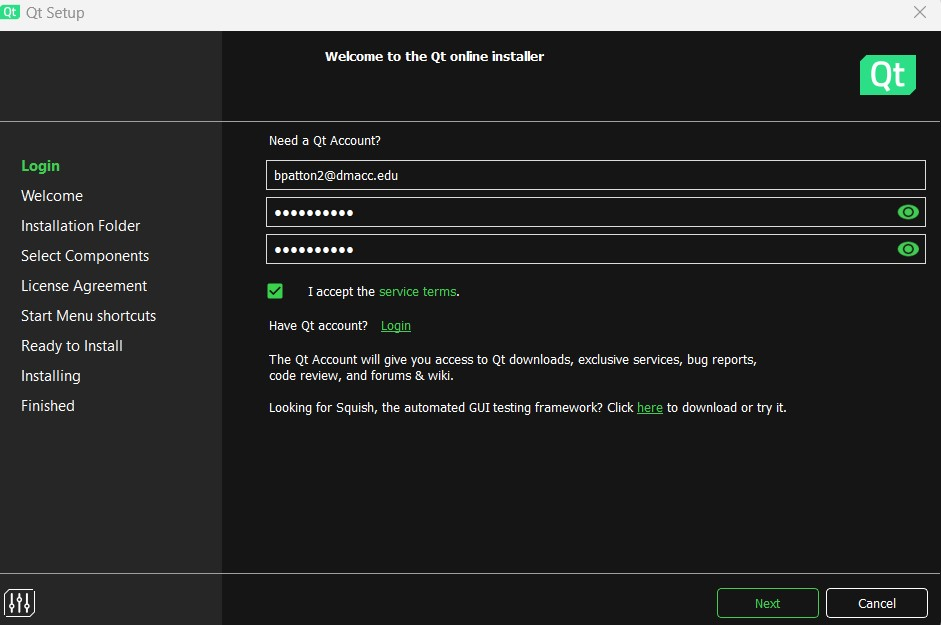 Qt Qt Setup
Welcome to the Qt online installer
Qt
Login
Welcome
Installation Folder
Select Components
License Agreement
Start Menu shortcuts
Ready to Install
Installing
Finished
Need a Qt Account?
bpatton2@dmacc.edu
●●●●●●●●●●
●●●●●●●●●●
I accept the service terms.
Have Qt account? Login
The Qt Account will give you access to Qt downloads, exclusive services, bug reports,
code review, and forums & wiki.
Looking for Squish, the automated GUI testing framework? Click here to download or try it.
Next Cancel